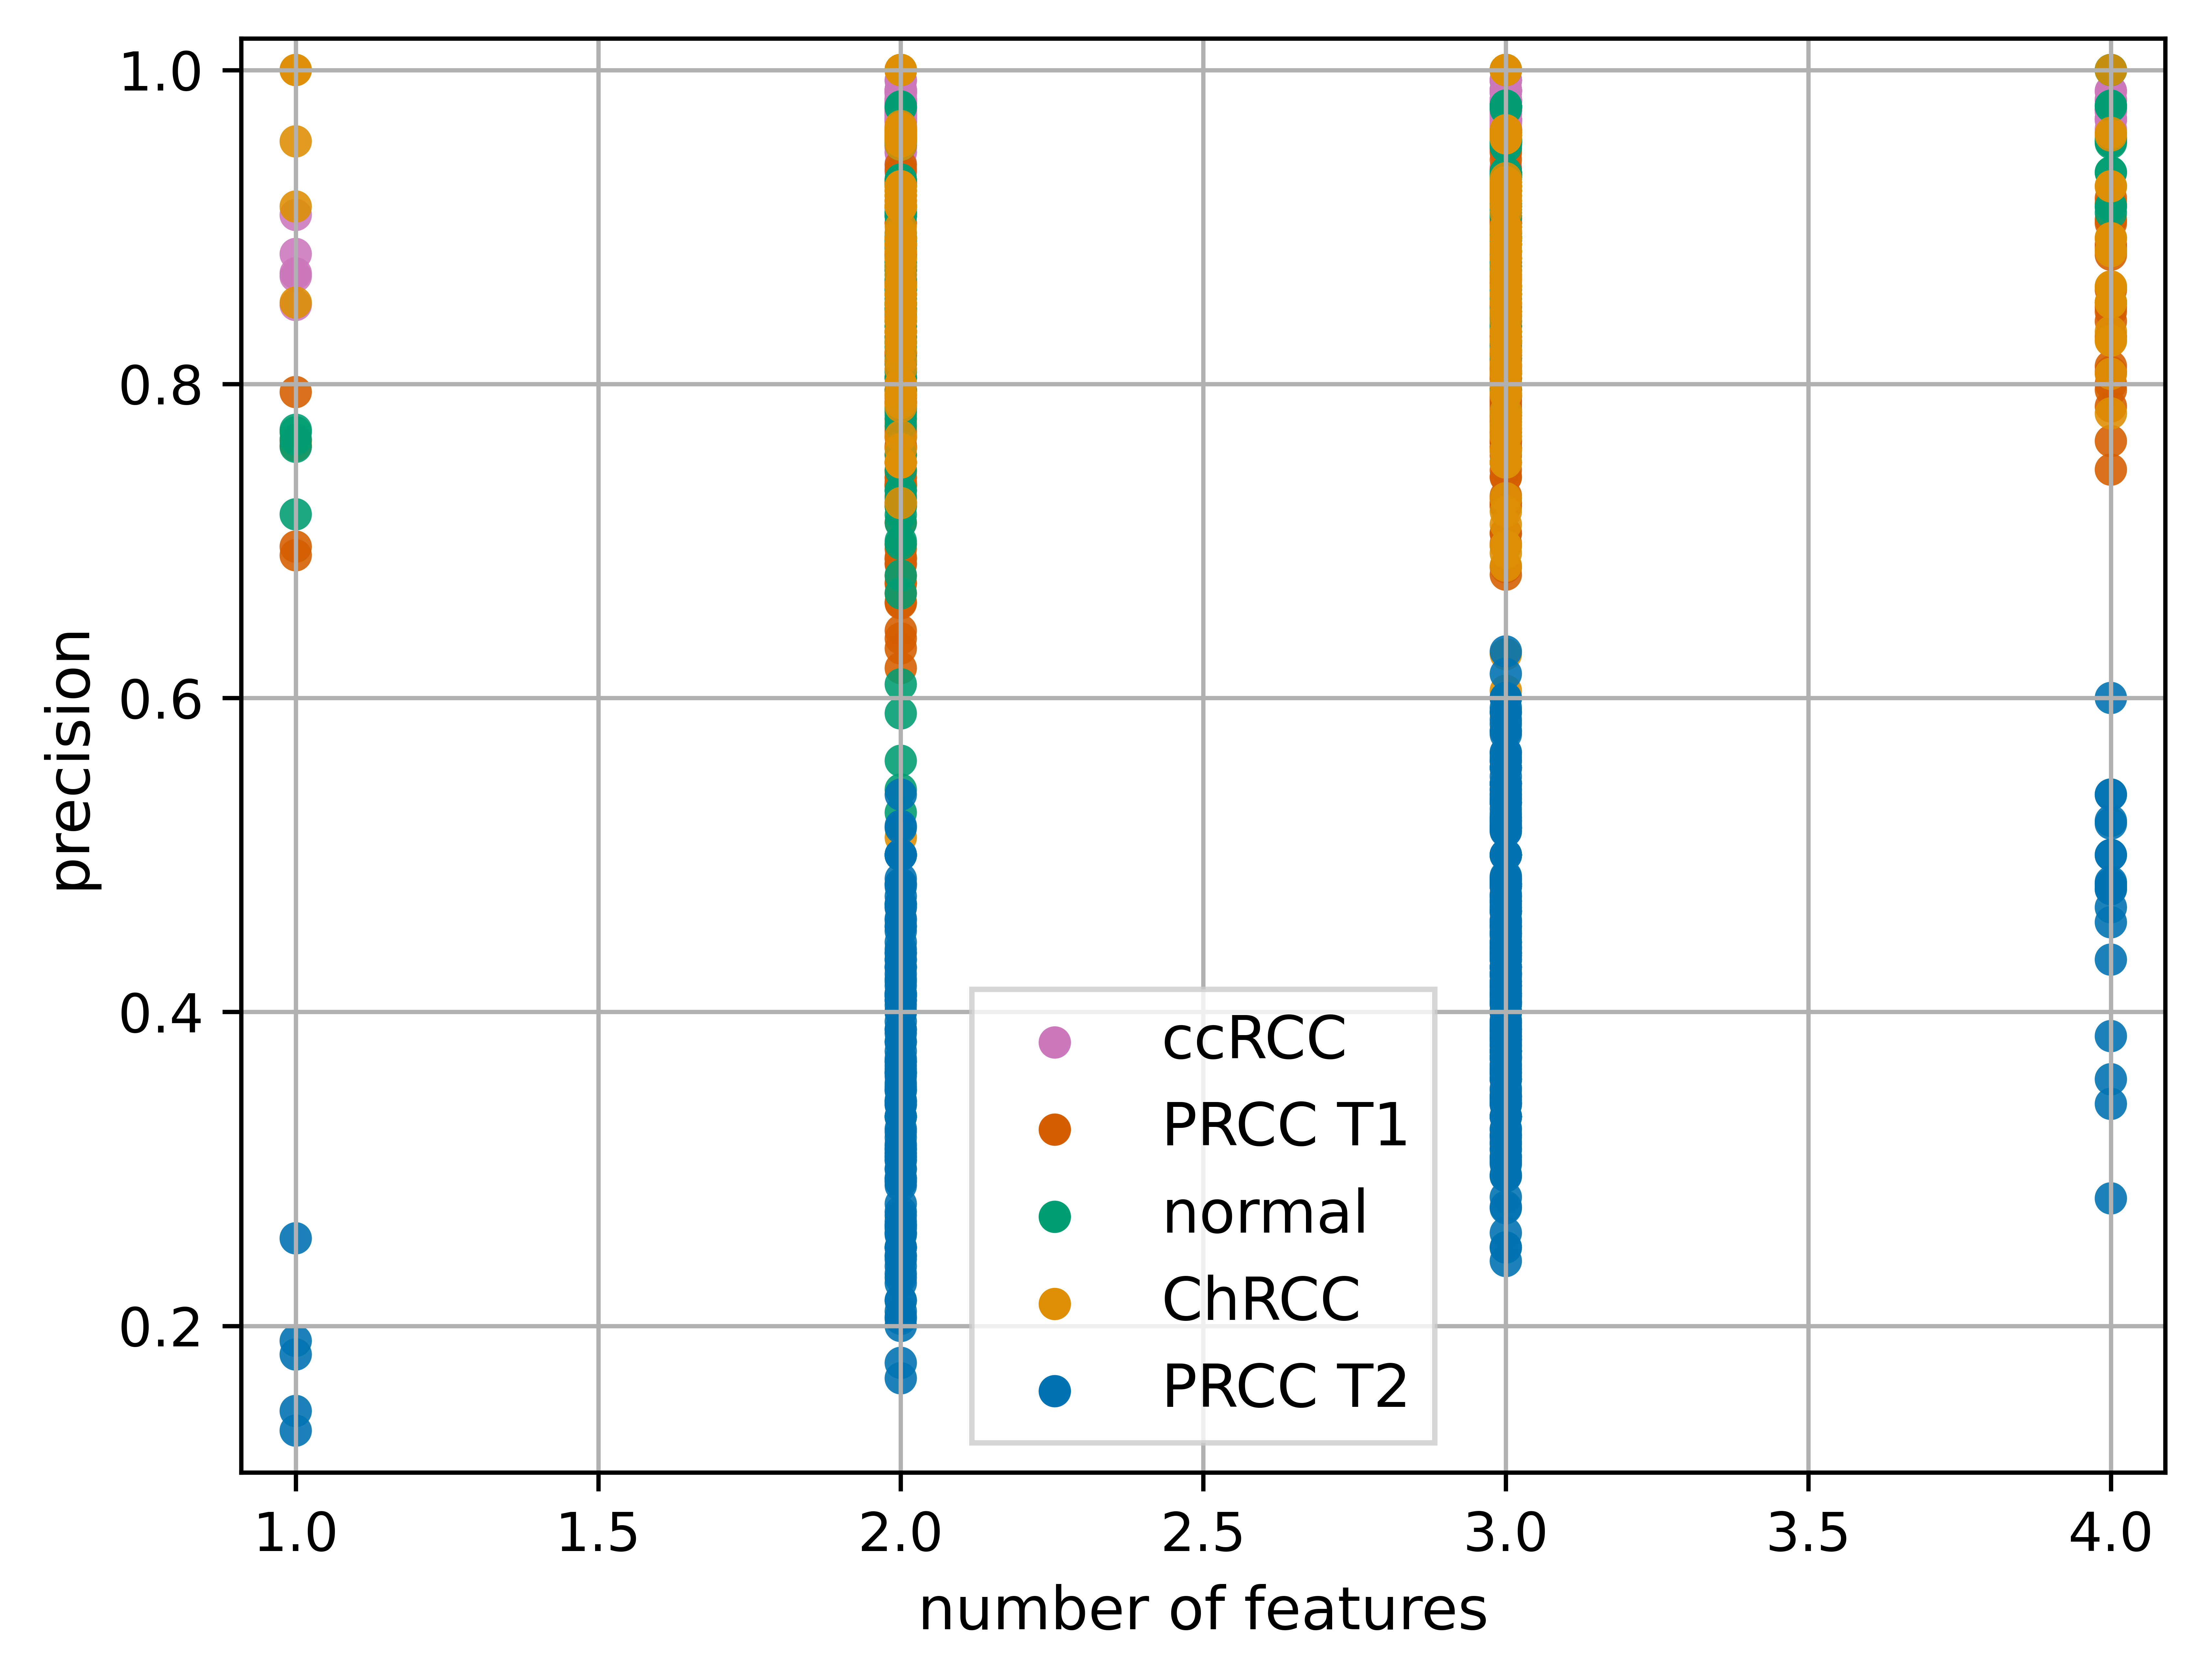 1.0
0.8
0.6
0.4
0.2
precision
ccRCC
PRCC T1
normal
ChRCC
PRCC T2
1.0 1.5 2.0 2.5 3.0 3.5 4.0
number of features